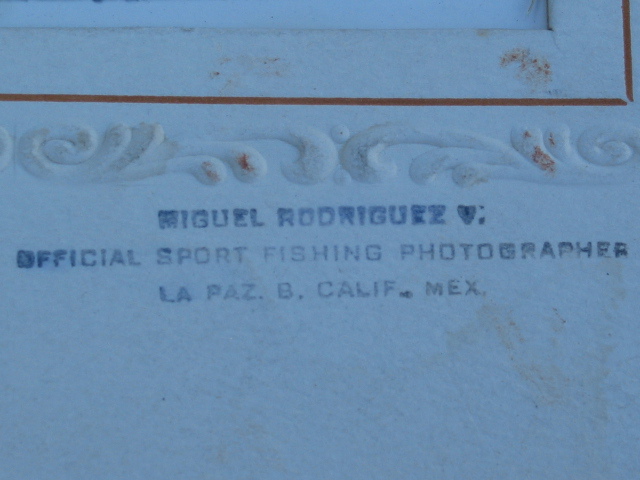 MIGUEL RODRIGUEZ V.
OFFICIAL SPORT FISHING PHOTOGRAPHER
LA PAZ. B. CALIF., MEX.